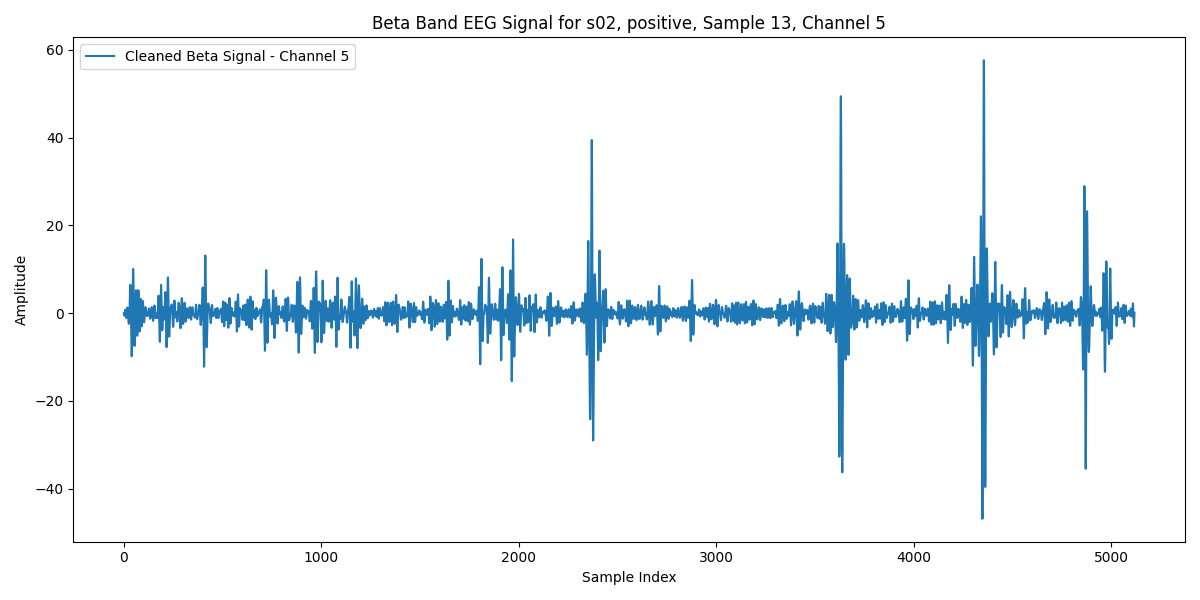 Beta Band EEG Signal for s02, positive, Sample 13, Channel 5
Cleaned Beta Signal - Channel 5
60
40
20
0
−20
−40
Amplitude
0 1000 2000 3000 4000 5000
Sample Index